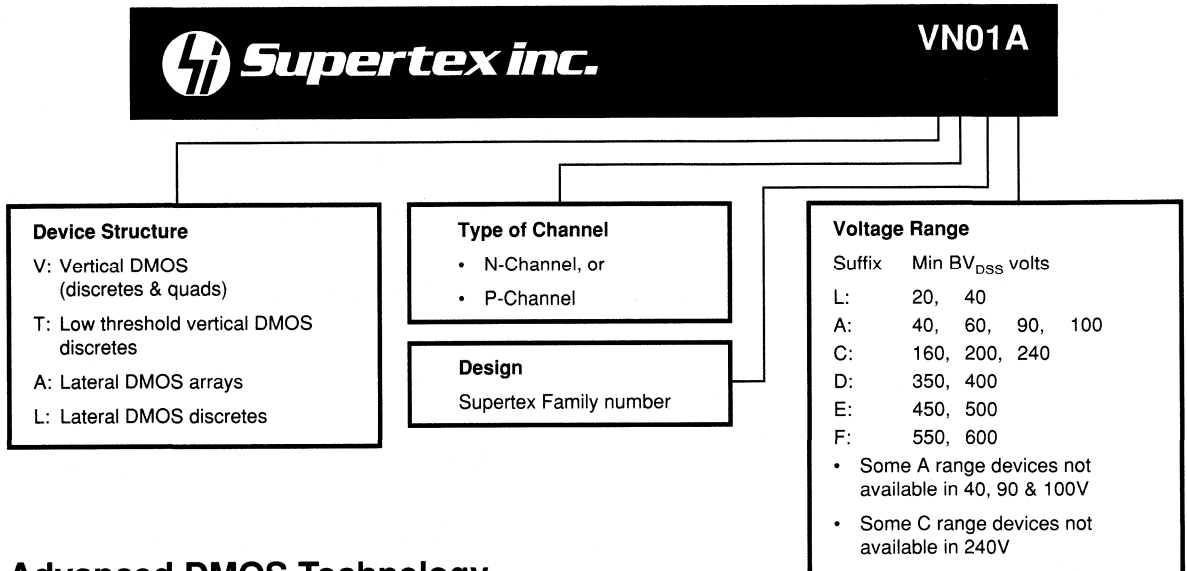 Supertex inc.
VN01A
Device Structure
V: Vertical DMOS
(discretes & quads)
T: Low threshold vertical DMOS
discretes
A: Lateral DMOS arrays
L: Lateral DMOS discretes
Type of Channel
• N-Channel, or
• P-Channel
Design
Supertex Family number
Voltage Range
Suffix Min BVDSS volts
L: 20, 40
A: 40, 60, 90, 100
C: 160, 200, 240
D: 350, 400
E: 450, 500
F: 550, 600
• Some A range devices not
available in 40, 90 & 100V
• Some C range devices not
available in 240V
Advanced DMOS Technology